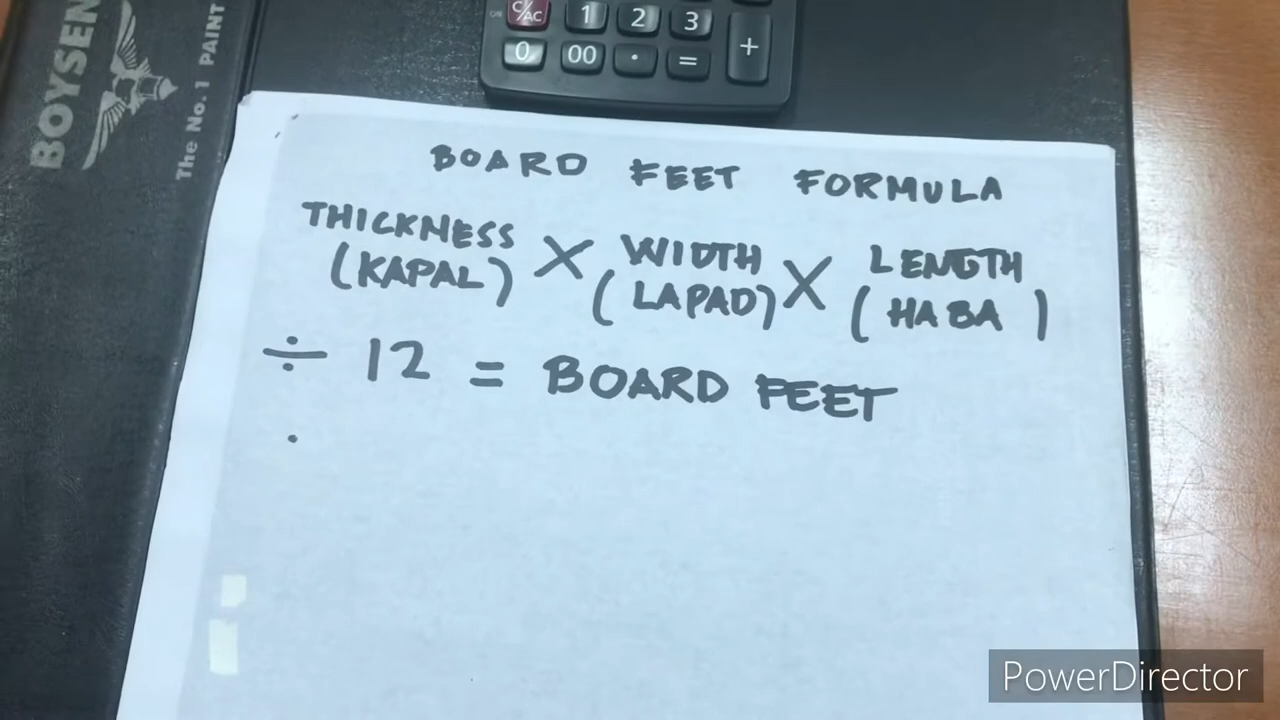 BOYSEN
The No. 1 PAINT
ON C/AC 1 2 3 +
0 00 . =
BOARD FEET FORMULA
THICKNESS X WIDTH X LENGTH
(KAPAL) (LAPAD) (HABA)
÷ 12 = BOARD FEET
PowerDirector